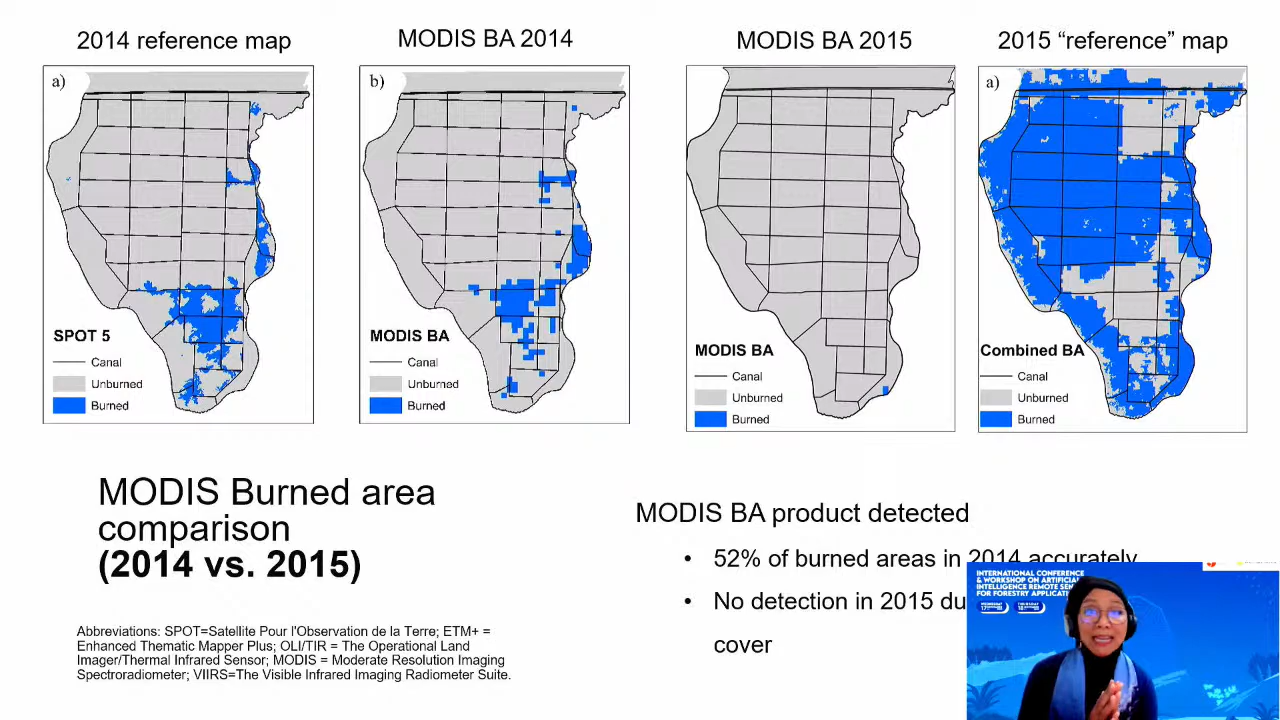 2014 reference map
MODIS BA 2014
MODIS BA 2015
2015 “reference” map
a)
SPOT 5
Canal
Unburned
Burned
b)
MODIS BA
Canal
Unburned
Burned
MODIS BA
Canal
Unburned
Burned
a)
Combined BA
Canal
Unburned
Burned
MODIS Burned area
comparison
(2014 vs. 2015)
Abbreviations: SPOT=Satellite Pour l'Observation de la Terre; ETM+ =
Enhanced Thematic Mapper Plus; OLI/TIR = The Operational Land
Imager/Thermal Infrared Sensor; MODIS = Moderate Resolution Imaging
Spectroradiometer; VIIRS=The Visible Infrared Imaging Radiometer Suite.
MODIS BA product detected
• 52% of burned areas in 2014 accurately
• No detection in 2015 du
cover
INTERNATIONAL CONFERENCE
& WORKSHOP ON ARTIFICIA
INTELLIGENCE REMOTE SEN
FOR FORESTRY APPLICAT